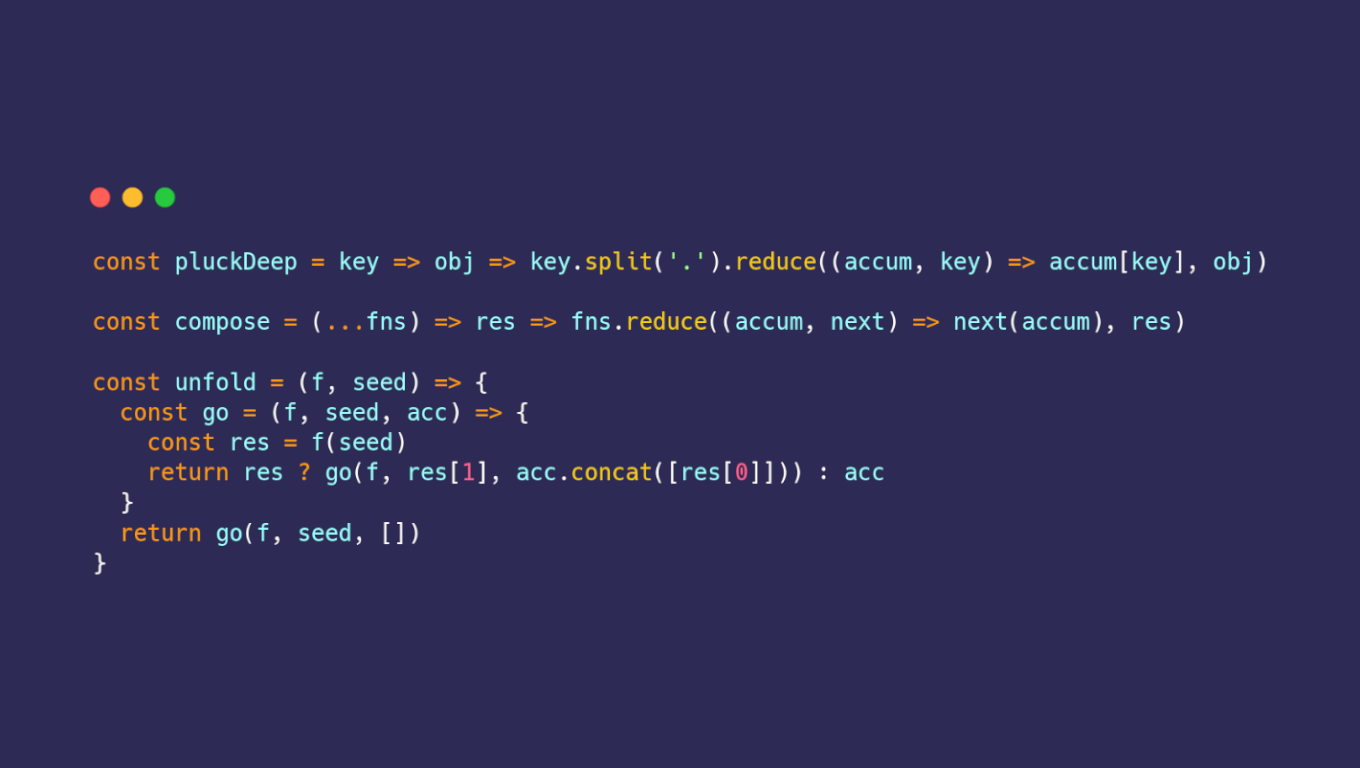 const pluckDeep = key => obj => key.split('.').reduce((accum, key) => accum[key], obj)
const compose = (...fns) => res => fns.reduce((accum, next) => next(accum), res)
const unfold = (f, seed) => {
  const go = (f, seed, acc) => {
    const res = f(seed)
    return res ? go(f, res[1], acc.concat([res[0]])) : acc
  }
  return go(f, seed, [])
}